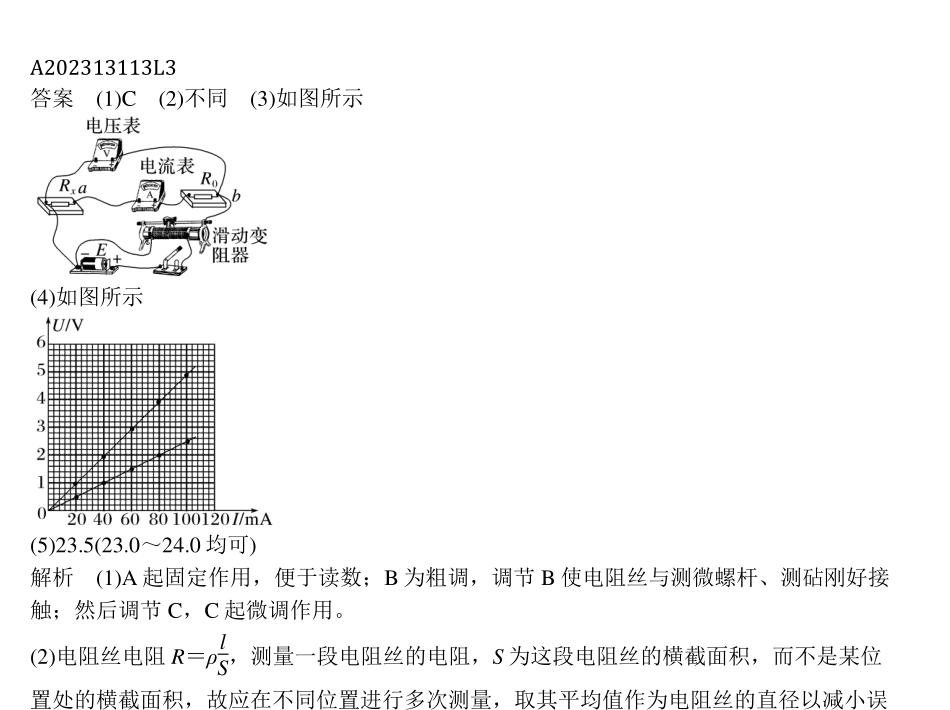 A202313113L3
答案　(1)C　(2)不同　(3)如图所示
电压表
V
电流表
Rₓ a
A
R₀
b
滑动变
阻器
－ E ＋
(4)如图所示
U/V
6
5
4
3
2
1
0
20 40 60 80 100 120 I/mA
(5)23.5(23.0～24.0 均可)
解析　(1)A 起固定作用，便于读数；B 为粗调，调节 B 使电阻丝与测微螺杆、测砧刚好接
触；然后调节 C，C 起微调作用。
(2)电阻丝电阻 R＝ρl/S，测量一段电阻丝的电阻，S 为这段电阻丝的横截面积，而不是某位
置处的横截面积，故应在不同位置进行多次测量，取其平均值作为电阻丝的直径以减小误